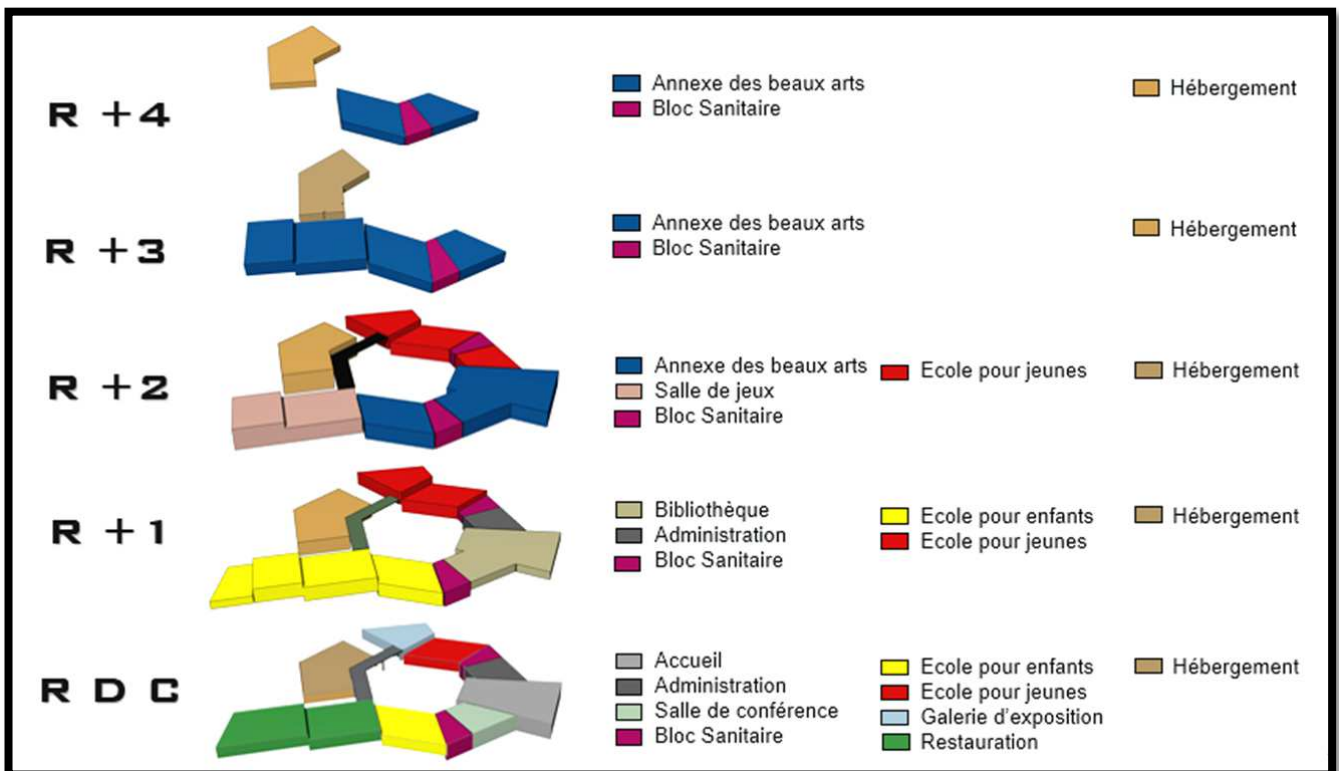 R +4
Annexe des beaux arts
Bloc Sanitaire
Hébergement
R +3
Annexe des beaux arts
Bloc Sanitaire
Hébergement
R +2
Annexe des beaux arts
Salle de jeux
Bloc Sanitaire
Ecole pour jeunes
Hébergement
R +1
Bibliothèque
Administration
Bloc Sanitaire
Ecole pour enfants
Ecole pour jeunes
Hébergement
R D C
Accueil
Administration
Salle de conférence
Bloc Sanitaire
Ecole pour enfants
Ecole pour jeunes
Galerie d'exposition
Restauration
Hébergement